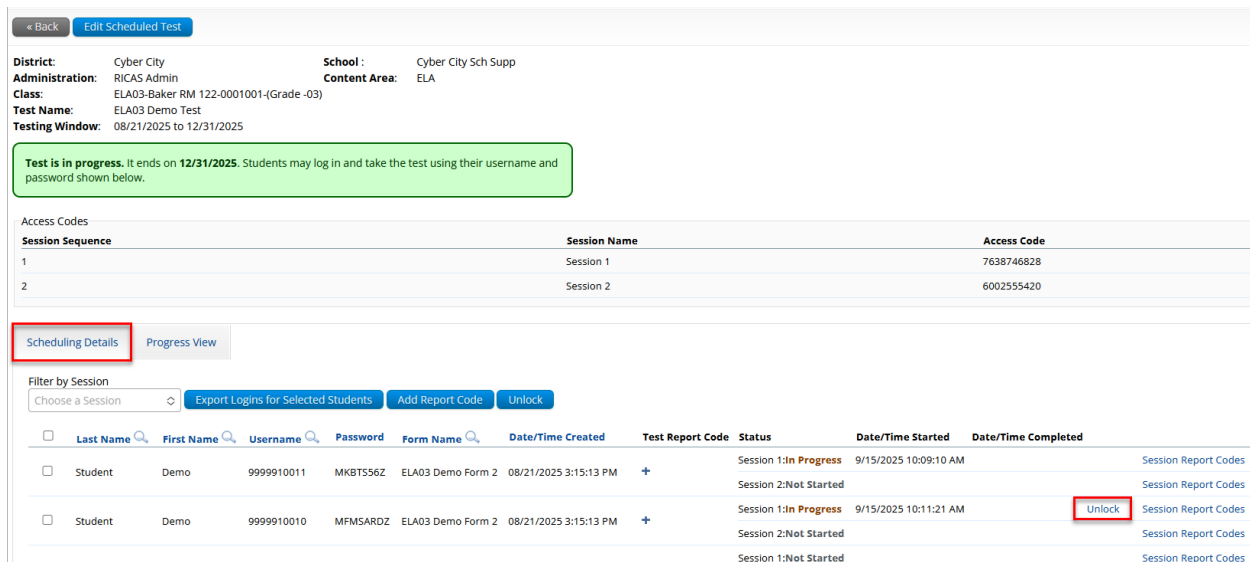 « Back Edit Scheduled Test
District: Cyber City School : Cyber City Sch Supp
Administration: RICAS Admin Content Area: ELA
Class: ELA03-Baker RM 122-0001001-(Grade -03)
Test Name: ELA03 Demo Test
Testing Window: 08/21/2025 to 12/31/2025
Test is in progress. It ends on 12/31/2025. Students may log in and take the test using their username and
password shown below.
Access Codes
Session Sequence Session Name Access Code
1 Session 1 7638746828
2 Session 2 6002555420
Scheduling Details Progress View
Filter by Session
Choose a Session Export Logins for Selected Students Add Report Code Unlock
Last Name First Name Username Password Form Name Date/Time Created Test Report Code Status Date/Time Started Date/Time Completed
Session 1:In Progress 9/15/2025 10:09:10 AM Session Report Codes
Student Demo 9999910011 MKBTS56Z ELA03 Demo Form 2 08/21/2025 3:15:13 PM +
Session 2:Not Started Session Report Codes
Session 1:In Progress 9/15/2025 10:11:21 AM Unlock Session Report Codes
Student Demo 9999910010 MFMSARDZ ELA03 Demo Form 2 08/21/2025 3:15:13 PM +
Session 2:Not Started Session Report Codes
Session 1:Not Started Session Report Codes